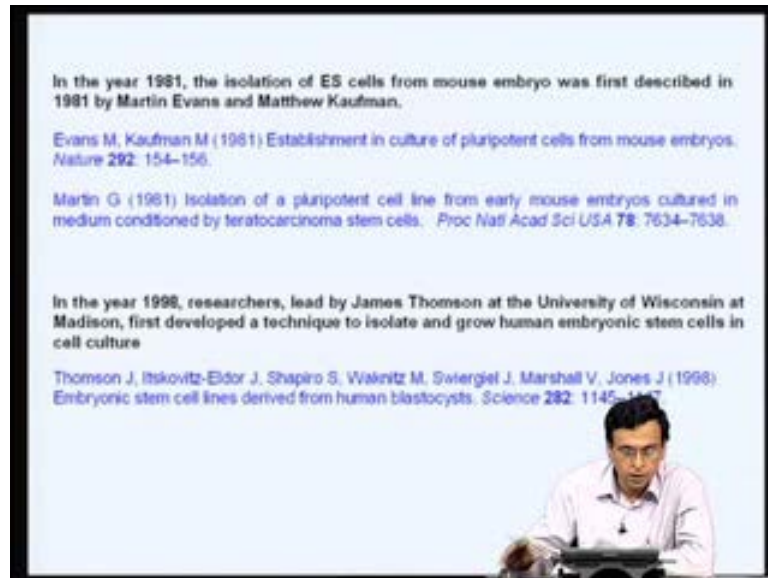 In the year 1981, the isolation of ES cells from mouse embryo was first described in
1981 by Martin Evans and Matthew Kaufman.
Evans M, Kaufman M (1981) Establishment in culture of pluripotent cells from mouse embryos.
Nature 292: 154–156.
Martin G (1981) Isolation of a pluripotent cell line from early mouse embryos cultured in
medium conditioned by teratocarcinoma stem cells. Proc Natl Acad Sci USA 78: 7634–7638.
In the year 1998, researchers, lead by James Thomson at the University of Wisconsin at
Madison, first developed a technique to isolate and grow human embryonic stem cells in
cell culture
Thomson J, Itskovitz-Eldor J, Shapiro S, Waknitz M, Swiergiel J, Marshall V, Jones J (1998)
Embryonic stem cell lines derived from human blastocysts. Science 282: 1145